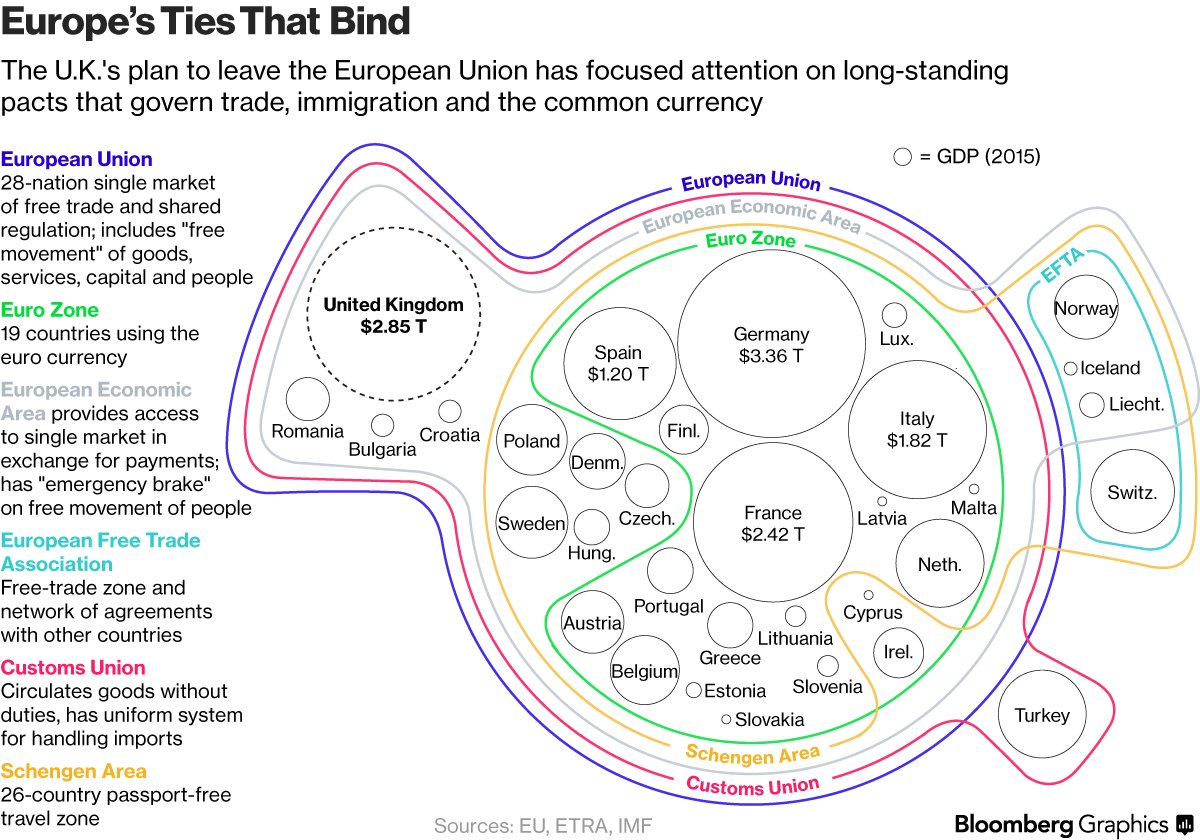 Europe's Ties That Bind
The U.K.'s plan to leave the European Union has focused attention on long-standing
pacts that govern trade, immigration and the common currency
European Union
28-nation single market
of free trade and shared
regulation; includes "free
movement" of goods,
services, capital and people
Euro Zone
19 countries using the
euro currency
European Economic
Area provides access
to single market in
exchange for payments;
has "emergency brake"
on free movement of people
European Free Trade
Association
Free-trade zone and
network of agreements
with other countries
Customs Union
Circulates goods without
duties, has uniform system
for handling imports
Schengen Area
26-country passport-free
travel zone
= GDP (2015)
European Union
European Economic Area
Euro Zone
EFTA
United Kingdom
$2.85 T
Romania
Bulgaria
Croatia
Spain
$1.20 T
Germany
$3.36 T
Lux.
Norway
Iceland
Liecht.
Switz.
Italy
$1.82 T
Finl.
Poland
Denm.
Czech.
Sweden
Hung.
France
$2.42 T
Latvia
Malta
Neth.
Portugal
Austria
Belgium
Greece
Lithuania
Cyprus
Irel.
Estonia
Slovenia
Slovakia
Turkey
Schengen Area
Customs Union
Sources: EU, ETRA, IMF
Bloomberg Graphics